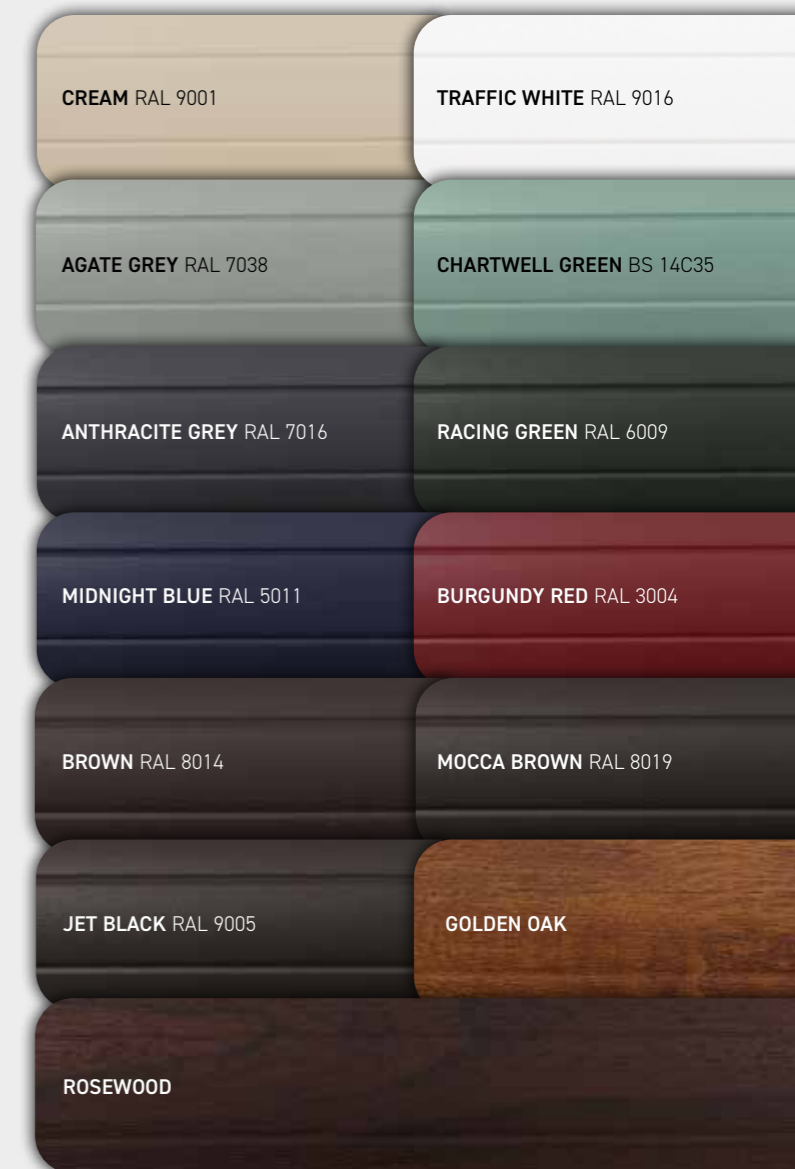 CREAM RAL 9001
TRAFFIC WHITE RAL 9016
AGATE GREY RAL 7038
CHARTWELL GREEN BS 14C35
ANTHRACITE GREY RAL 7016
RACING GREEN RAL 6009
MIDNIGHT BLUE RAL 5011
BURGUNDY RED RAL 3004
BROWN RAL 8014
MOCCA BROWN RAL 8019
JET BLACK RAL 9005
GOLDEN OAK
ROSEWOOD